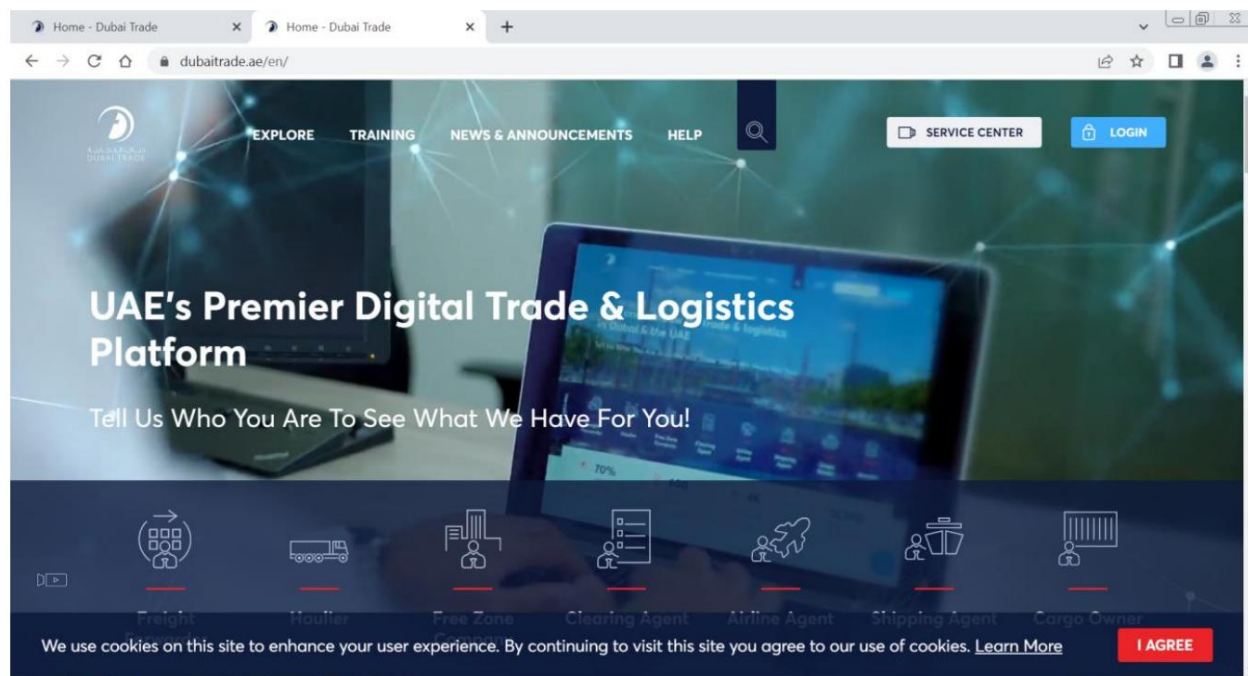 Home - Dubai Trade
Home - Dubai Trade
dubaitrade.ae/en/
DUBAI TRADE
EXPLORE
TRAINING
NEWS & ANNOUNCEMENTS
HELP
SERVICE CENTER
LOGIN
UAE's Premier Digital Trade & Logistics
Platform
Tell Us Who You Are To See What We Have For You!
70%
Freight
Haulier
Free Zone
Clearing Agent
Airline Agent
Shipping Agent
Cargo Owner
We use cookies on this site to enhance your user experience. By continuing to visit this site you agree to our use of cookies. Learn More
I AGREE